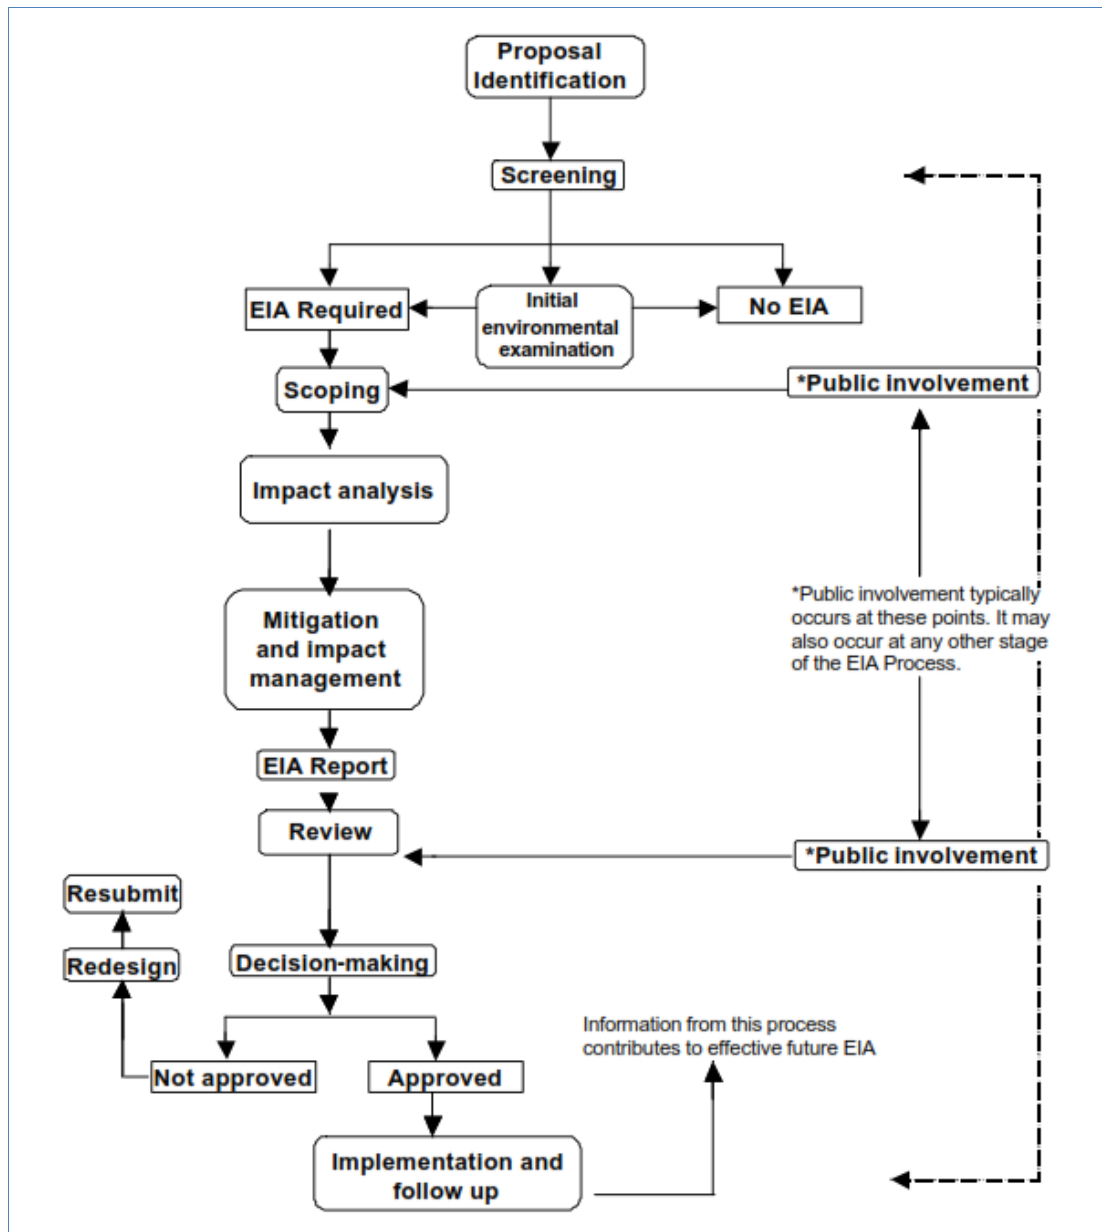 Proposal
Identification
Screening
EIA Required
Initial
environmental
examination
No EIA
Scoping
*Public involvement
Impact analysis
*Public involvement typically
occurs at these points. It may
also occur at any other stage
of the EIA Process.
Mitigation
and impact
management
EIA Report
Review
*Public involvement
Resubmit
Redesign
Decision-making
Information from this process
contributes to effective future EIA
Not approved
Approved
Implementation and
follow up